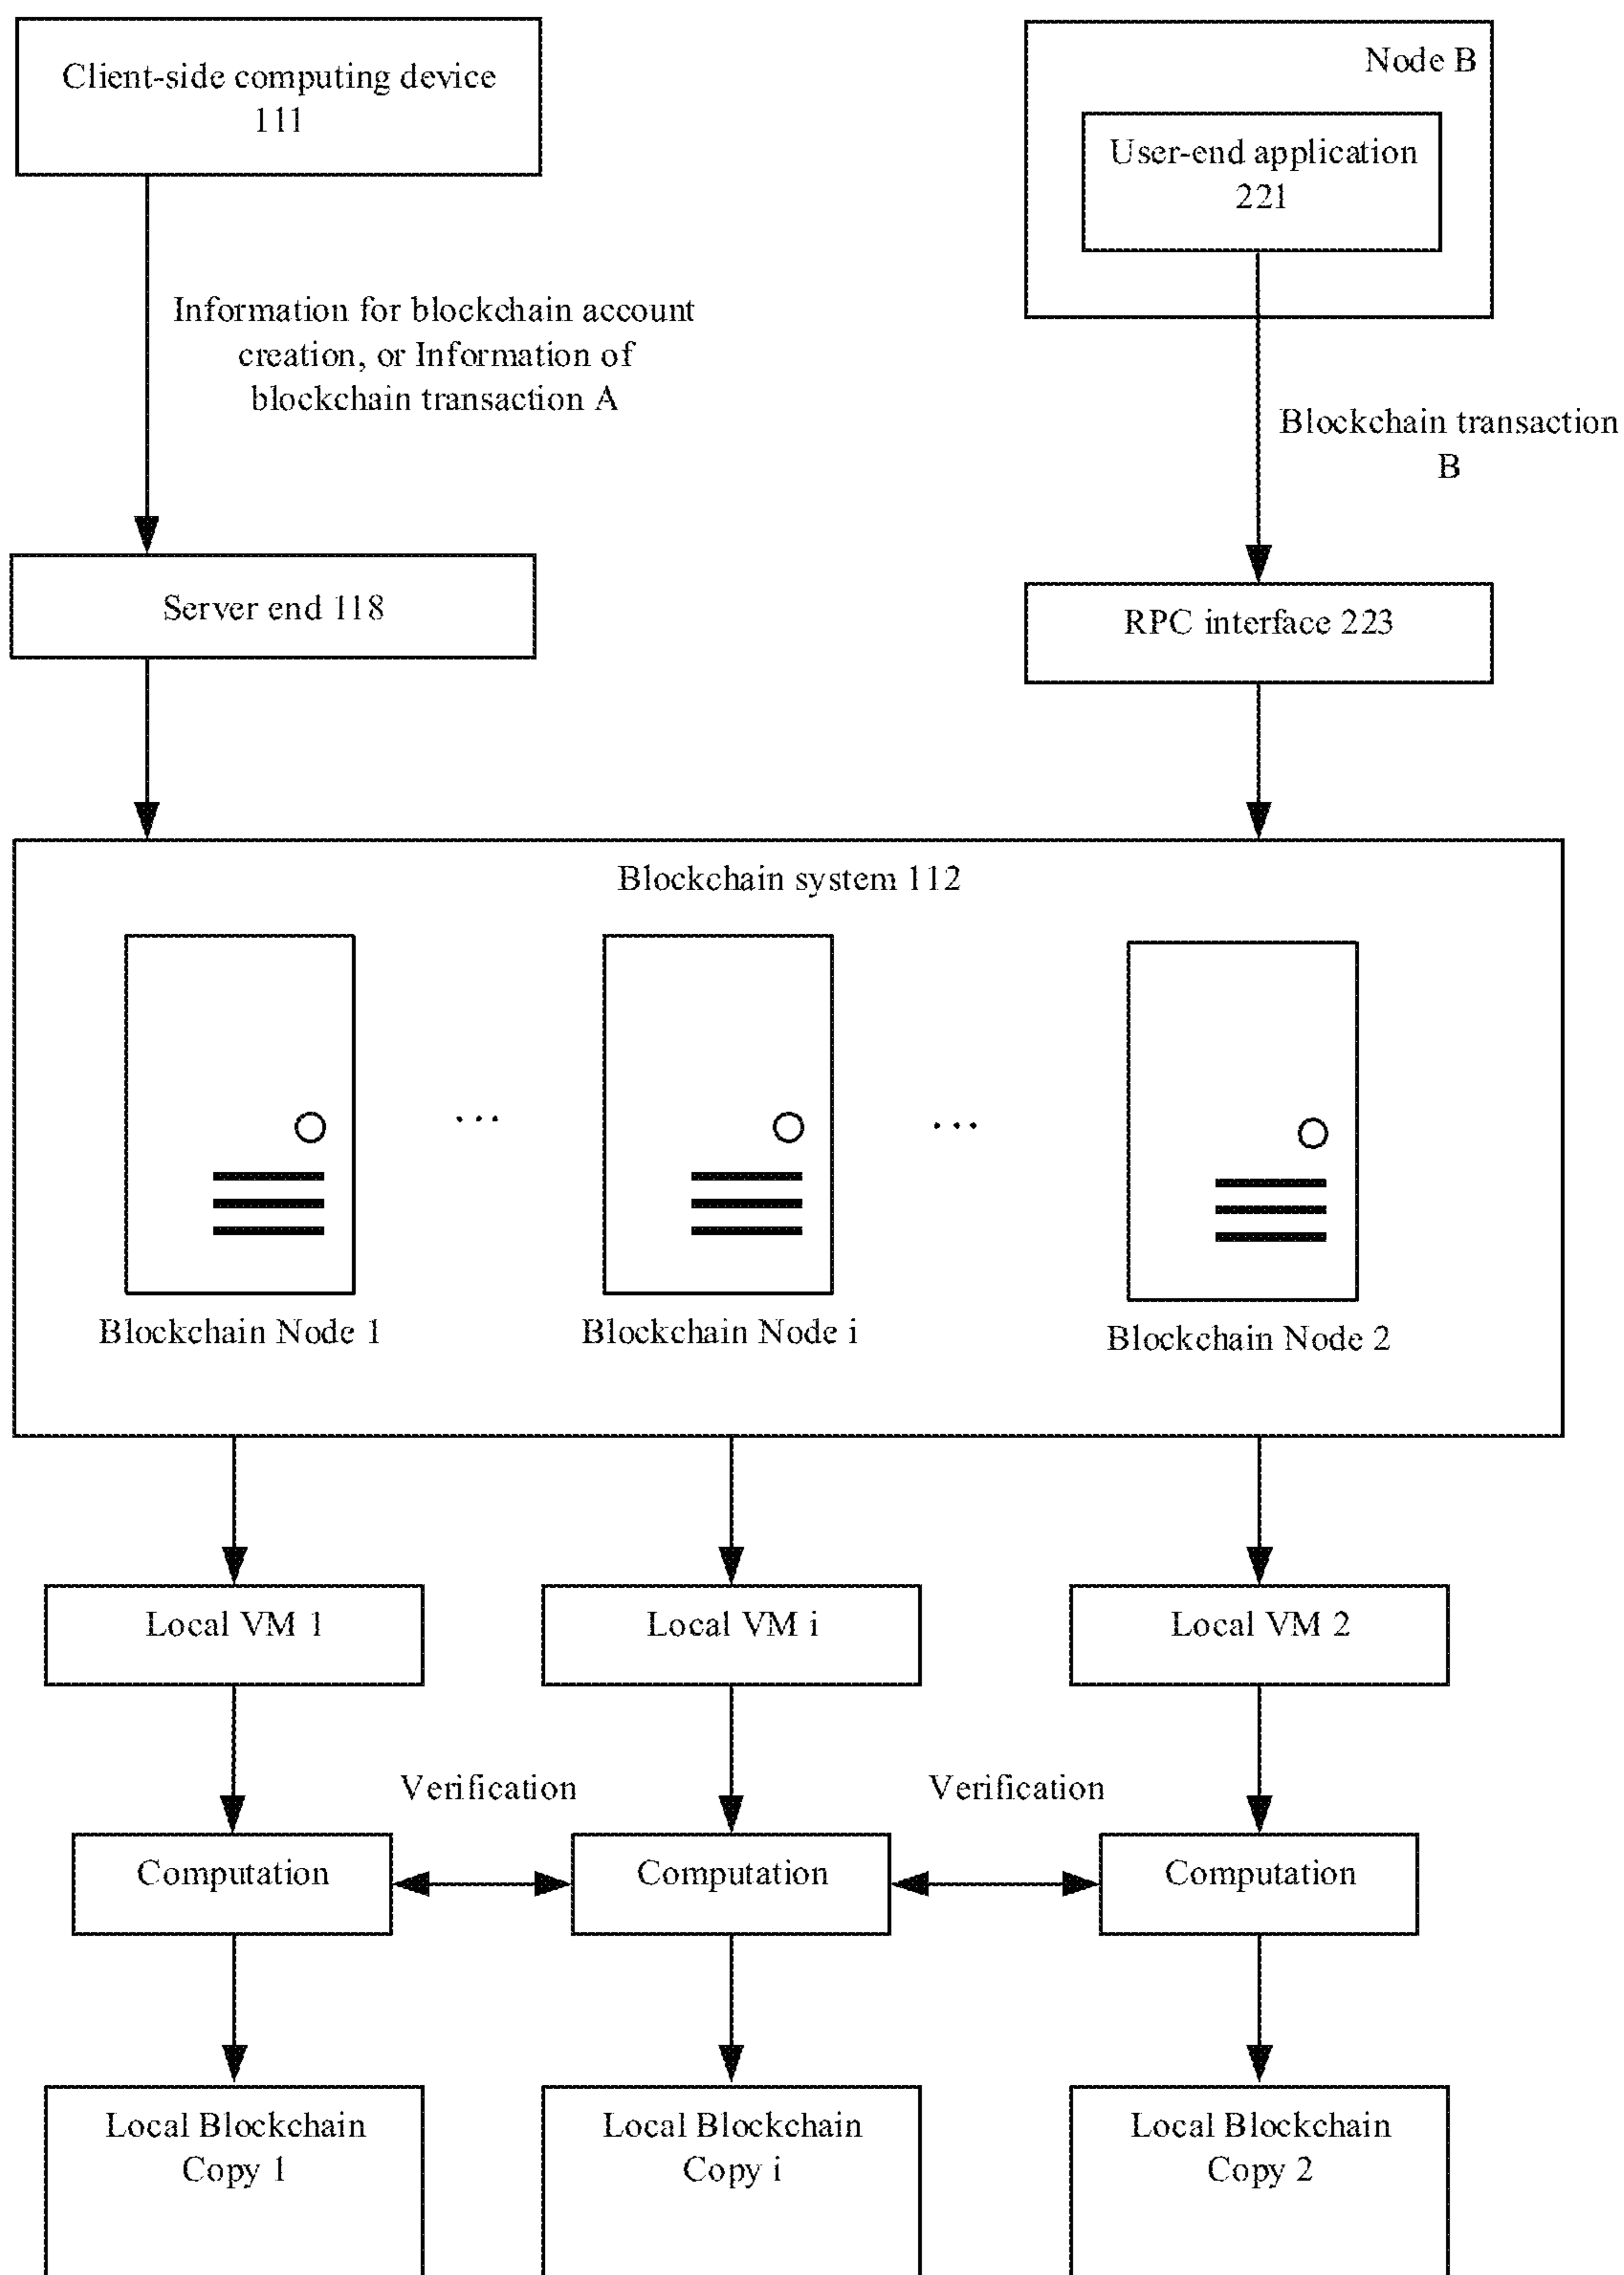 Client-side computing device
111
Node B
User-end application
221
Information for blockchain account
creation, or Information of
blockchain transaction A
Blockchain transaction
B
Server end 118
RPC interface 223
Blockchain system 112
...
...
Blockchain Node 1
Blockchain Node i
Blockchain Node 2
Local VM 1
Local VM i
Local VM 2
Verification
Verification
Computation
Computation
Computation
Local Blockchain
Copy 1
Local Blockchain
Copy i
Local Blockchain
Copy 2